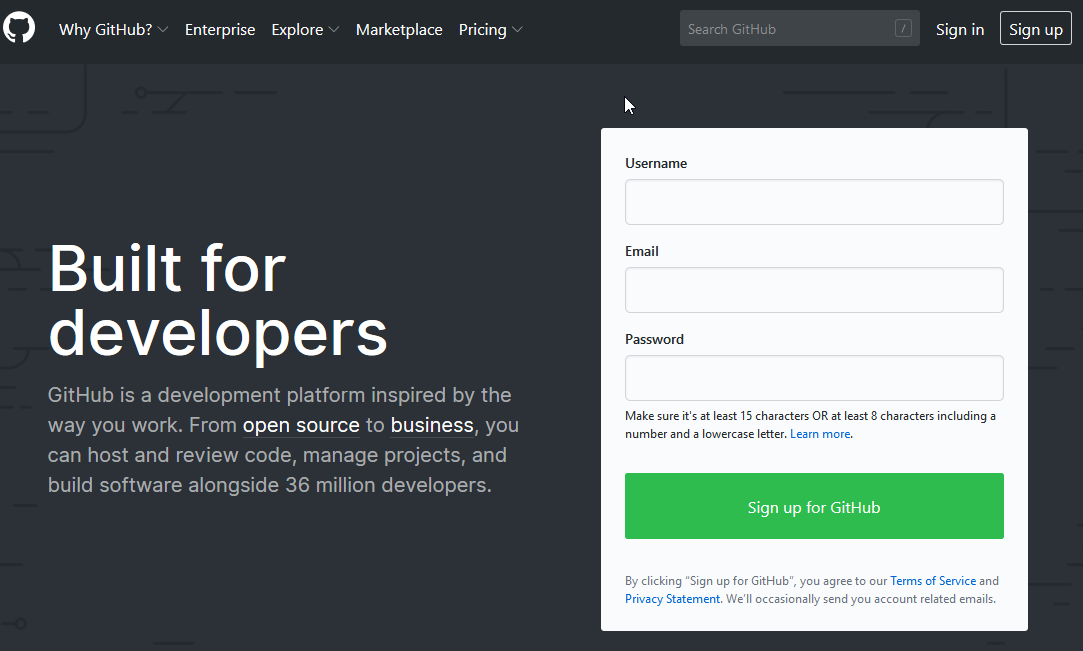 Why GitHub? Enterprise Explore Marketplace Pricing Search GitHub / Sign in Sign up
Built for
developers
GitHub is a development platform inspired by the
way you work. From open source to business, you
can host and review code, manage projects, and
build software alongside 36 million developers.
Username
Email
Password
Make sure it's at least 15 characters OR at least 8 characters including a
number and a lowercase letter. Learn more.
Sign up for GitHub
By clicking “Sign up for GitHub”, you agree to our Terms of Service and
Privacy Statement. We’ll occasionally send you account related emails.